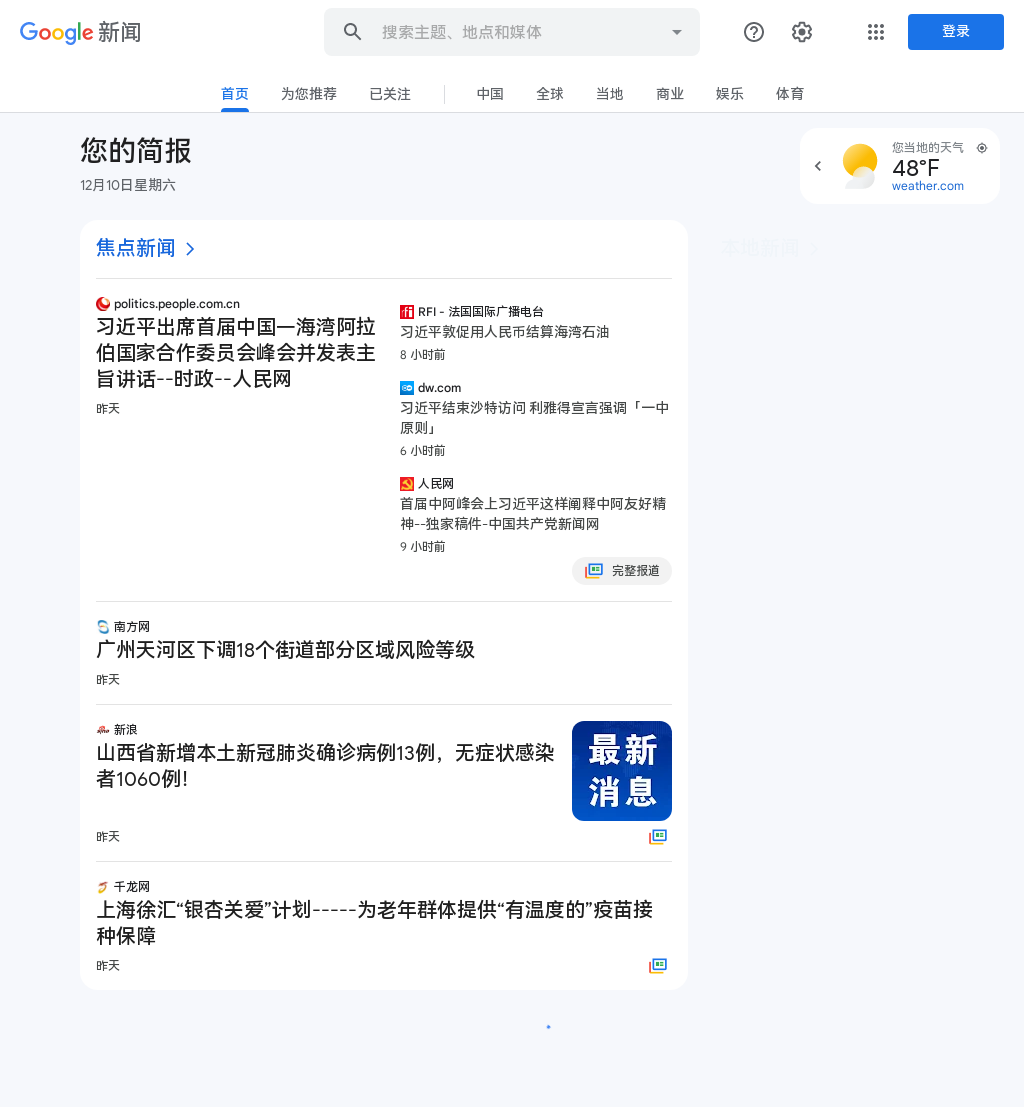 Google 新闻
搜索主题、地点和媒体
登录
首页
为您推荐
已关注
中国
全球
当地
商业
娱乐
体育
您的简报
12月10日星期六
您当地的天气
48°F
weather.com
焦点新闻
本地新闻
politics.people.com.cn
习近平出席首届中国—海湾阿拉
伯国家合作委员会峰会并发表主
旨讲话--时政--人民网
昨天
RFI - 法国国际广播电台
习近平敦促用人民币结算海湾石油
8 小时前
dw.com
习近平结束沙特访问 利雅得宣言强调「一中
原则」
6 小时前
人民网
首届中阿峰会上习近平这样阐释中阿友好精
神--独家稿件-中国共产党新闻网
9 小时前
完整报道
南方网
广州天河区下调18个街道部分区域风险等级
昨天
新浪
山西省新增本土新冠肺炎确诊病例13例，无症状感染
者1060例！
最新
消息
昨天
千龙网
上海徐汇“银杏关爱”计划-----为老年群体提供“有温度的”疫苗接
种保障
昨天